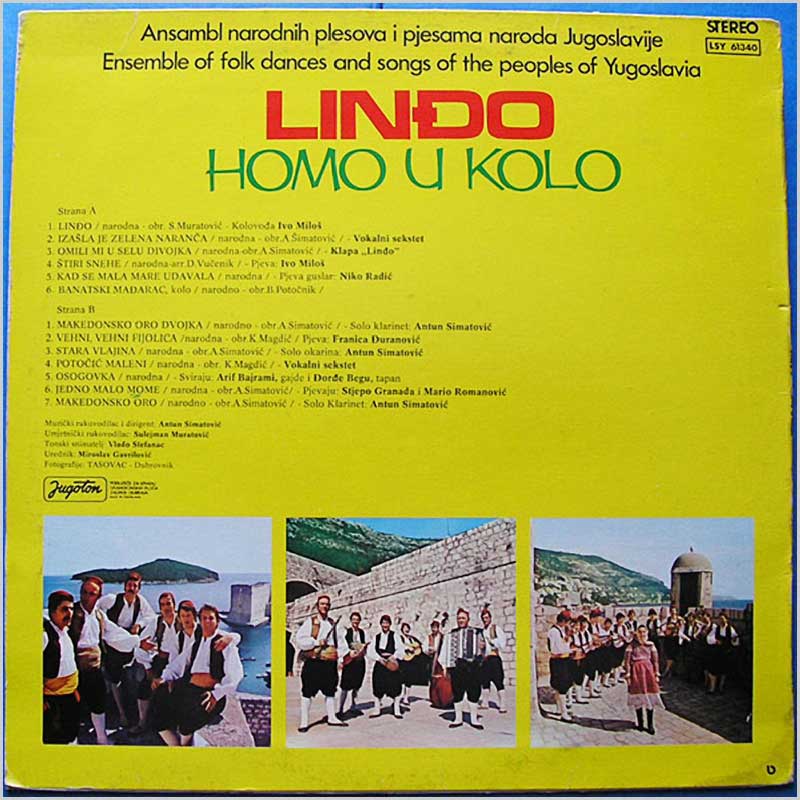 STEREO
LSY 61340
Ansambl narodnih plesova i pjesama naroda Jugoslavije
Ensemble of folk dances and songs of the peoples of Yugoslavia
LINĐO
HOMO U KOLO
Strana A
1. LINĐO / narodna - obr. S.Muratović - Kolovođa Ivo Miloš
2. IZAŠLA JE ZELENA NARANČA / narodna - obr.A.Simatović / - Vokalni sekstet
3. OMILI MI U SELU DIVOJKA / narodna-obr.A.Simatović / - Klapa „Linđo"
4. ŠTIRI SNEHE / narodna-arr.D.Vučenik / - Pjeva: Ivo Miloš
5. KAD SE MALA MARE UDAVALA / narodna / - Pjeva guslar: Niko Radić
6. BANATSKI MAĐARAC, kolo / narodno - obr.B.Potočnik /
Strana B
1. MAKEDONSKO ORO DVOJKA / narodno - obr.A.Simatović / - Solo klarinet: Antun Simatović
2. VEHNI, VEHNI FIJOLICA /narodna - obr.K.Magdić / Pjeva: Franica Đuranović
3. STARA VLAJINA / narodna - obr.A.Simatović / - Solo okarina: Antun Simatović
4. POTOČIĆ MALENI / narodna - obr. K.Magdić / - Vokalni sekstet
5. OSOGOVKA / narodna / - Sviraju: Arif Bajrami, gajde i Đorđe Begu, tapan
6. JEDNO MALO MOME / narodna - obr.A.Simatović/ - Pjevaju: Stjepo Granada i Mario Romanović
7. MAKEDONSKO ORO / narodno - obr.A.Simatović / - Solo Klarinet: Antun Simatović
Muzički rukovodilac i dirigent: Antun Simatović
Umjetnički rukovodilac: Sulejman Muratović
Tonski snimatelj: Vlado Štefanac
Urednik: Miroslav Gavrilović
Fotografije: TASOVAC - Dubrovnik
Jugoton